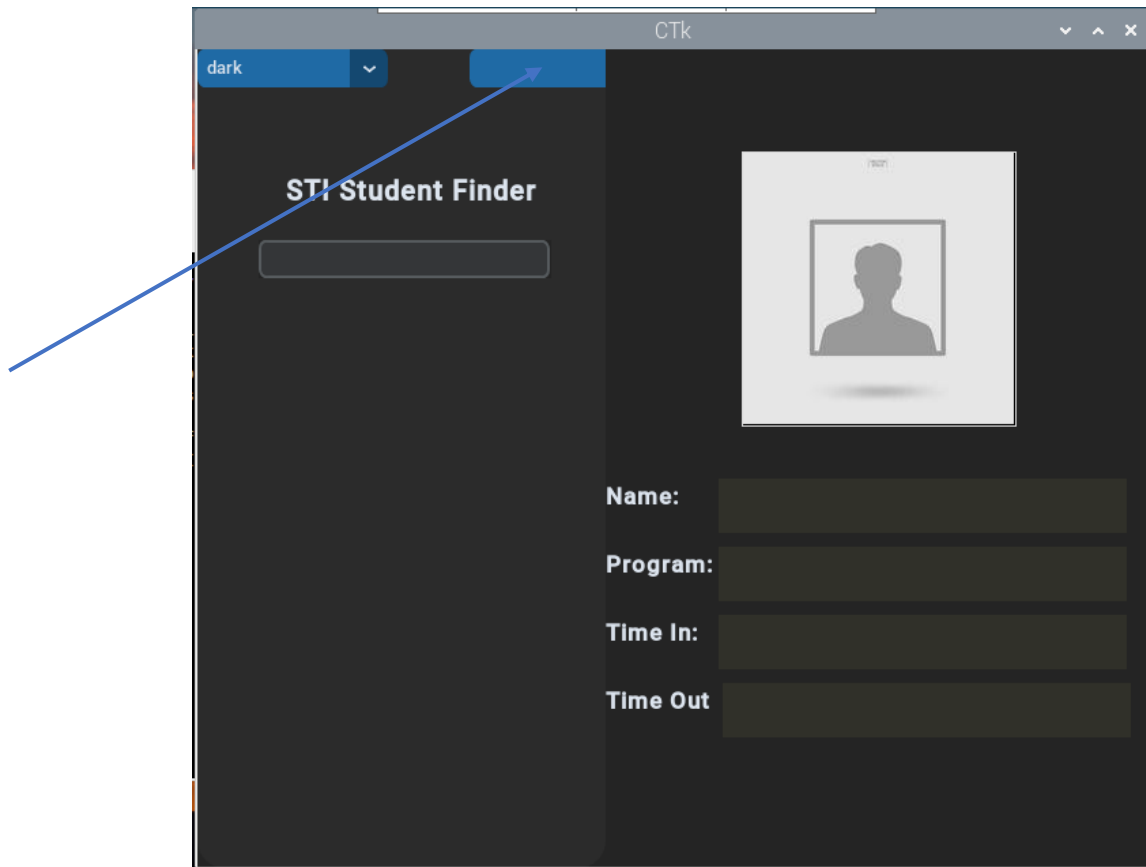 CTk
dark
STI Student Finder
Name:
Program:
Time In:
Time Out